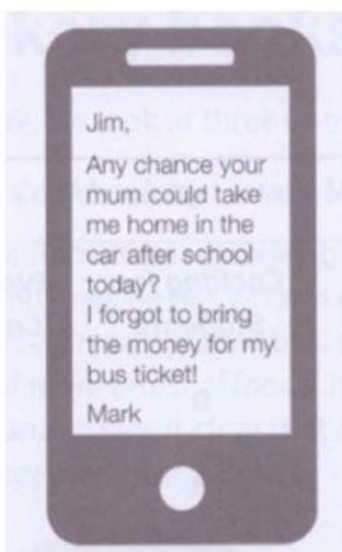 Jim,
Any chance your
mum could take
me home in the
car after school
today?
I forgot to bring
the money for my
bus ticket!
Mark